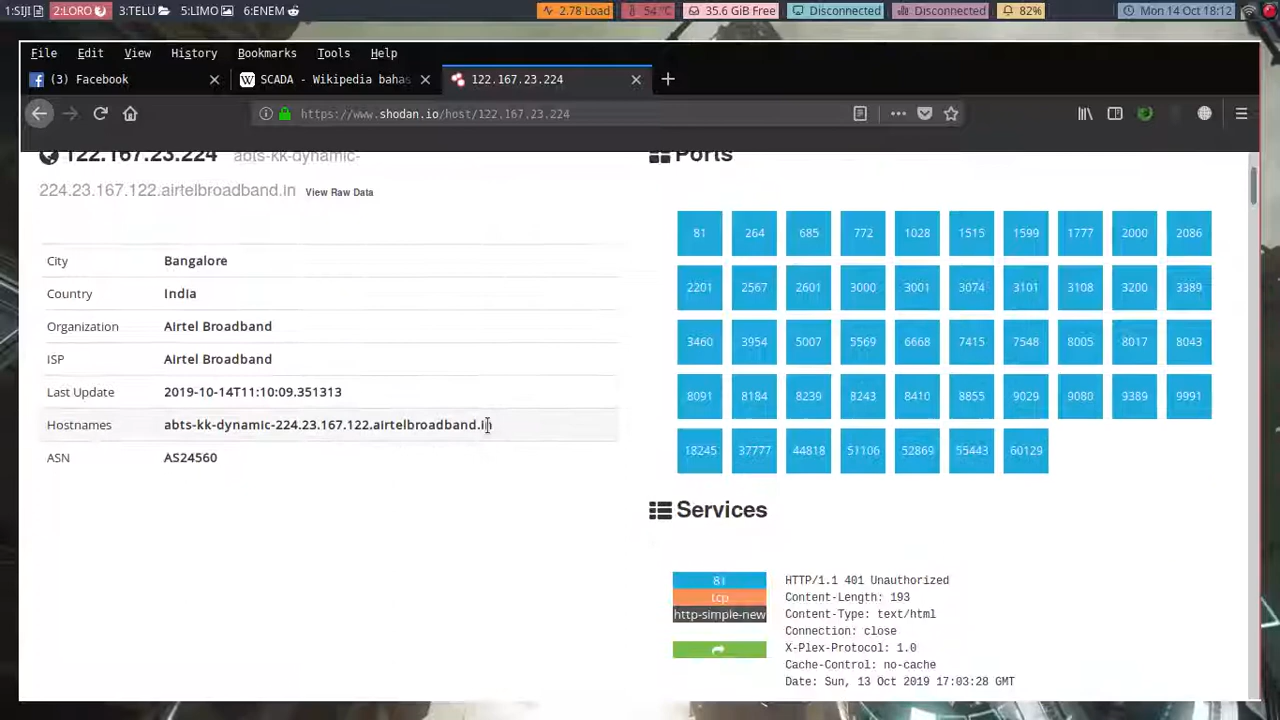 1:SIJI 2:LORO 3:TELU 5:LIMO 6:ENEM 2.78 Load 54 °C 35.6 GiB Free Disconnected Disconnected 82% Mon 14 Oct 18:12
File Edit View History Bookmarks Tools Help
(3) Facebook SCADA - Wikipedia bahas 122.167.23.224
https://www.shodan.io/host/122.167.23.224
122.167.23.224 abts-kk-dynamic-
224.23.167.122.airtelbroadband.in View Raw Data
City Bangalore
Country India
Organization Airtel Broadband
ISP Airtel Broadband
Last Update 2019-10-14T11:10:09.351313
Hostnames abts-kk-dynamic-224.23.167.122.airtelbroadband.in
ASN AS24560
Ports
81 264 685 772 1028 1515 1599 1777 2000 2086
2201 2567 2601 3000 3001 3074 3101 3108 3200 3389
3460 3954 5007 5569 6668 7415 7548 8005 8017 8043
8091 8184 8239 8243 8410 8855 9029 9080 9389 9991
18245 37777 44818 51106 52869 55443 60129
Services
81
tcp
http-simple-new
HTTP/1.1 401 Unauthorized
Content-Length: 193
Content-Type: text/html
Connection: close
X-Plex-Protocol: 1.0
Cache-Control: no-cache
Date: Sun, 13 Oct 2019 17:03:28 GMT